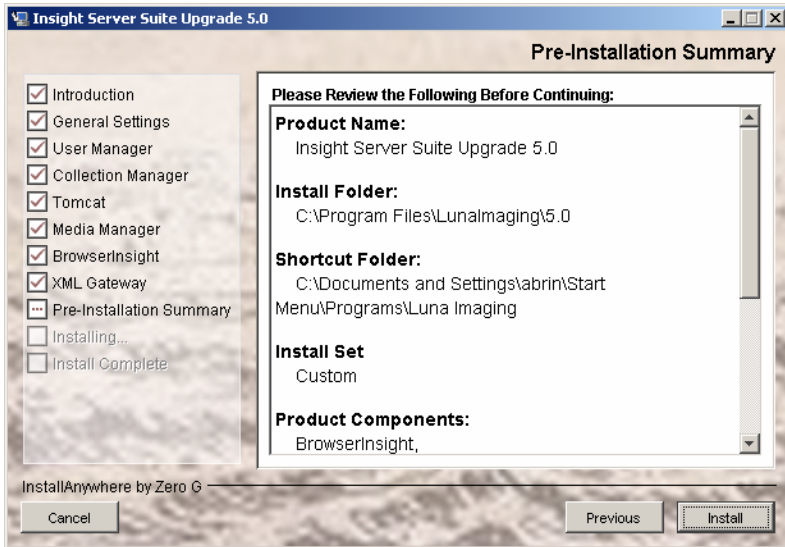 Insight Server Suite Upgrade 5.0
Pre-Installation Summary
Introduction
General Settings
User Manager
Collection Manager
Tomcat
Media Manager
BrowserInsight
XML Gateway
Pre-Installation Summary
Installing...
Install Complete
Please Review the Following Before Continuing:
Product Name:
Insight Server Suite Upgrade 5.0
Install Folder:
C:\Program Files\LunaImaging\5.0
Shortcut Folder:
C:\Documents and Settings\abrin\Start
Menu\Programs\Luna Imaging
Install Set
Custom
Product Components:
BrowserInsight,
InstallAnywhere by Zero G
Cancel
Previous
Install